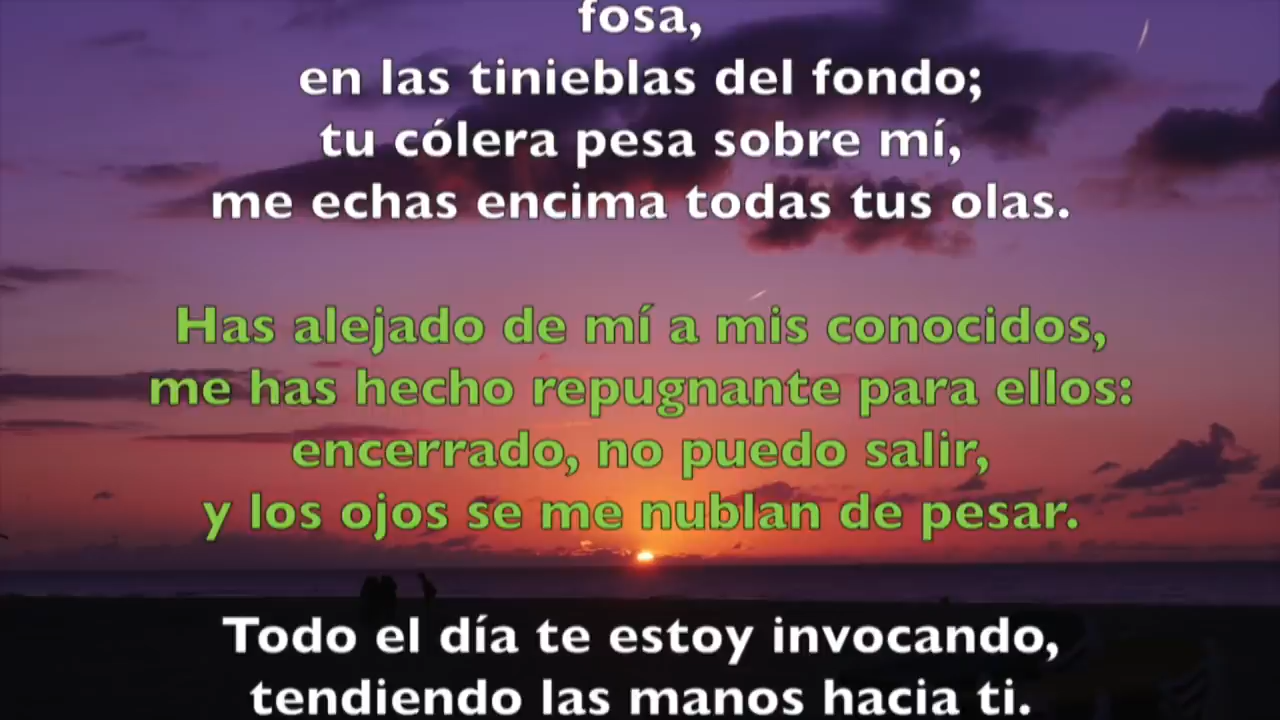 fosa,
en las tinieblas del fondo;
tu cólera pesa sobre mí,
me echas encima todas tus olas.
Has alejado de mí a mis conocidos,
me has hecho repugnante para ellos:
encerrado, no puedo salir,
y los ojos se me nublan de pesar.
Todo el día te estoy invocando,
tendiendo las manos hacia ti.